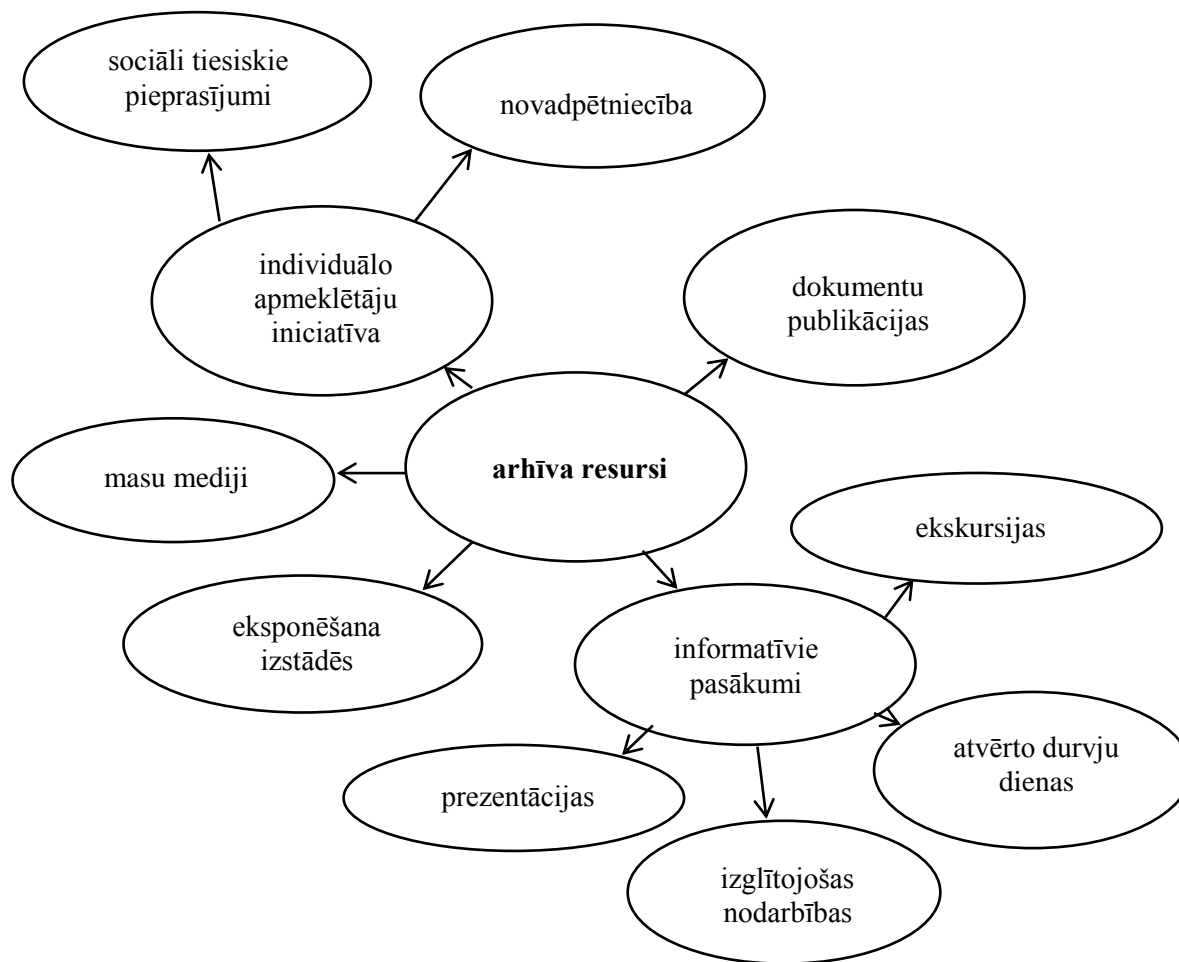 sociāli tiesiskie
pieprasījumi
novadpētniecība
individuālo
apmeklētāju
iniciatīva
dokumentu
publikācijas
arhīva resursi
masu mediji
ekskursijas
eksponēšana
izstādēs
informatīvie
pasākumi
atvērto durvju
dienas
prezentācijas
izglītojošas
nodarbības